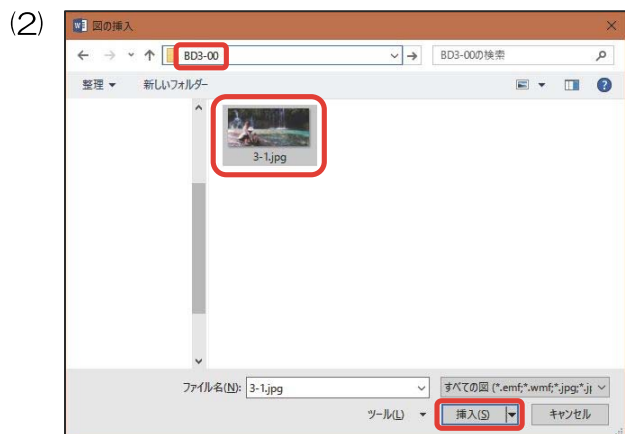 (2)
図の挿入
BD3-00
BD3-00の検索
整理 新しいフォルダー
3-1.jpg
ファイル名(N): 3-1.jpg すべての図 (*.emf;*.wmf;*.jpg;*.jp
ツール(L) 挿入(S) キャンセル